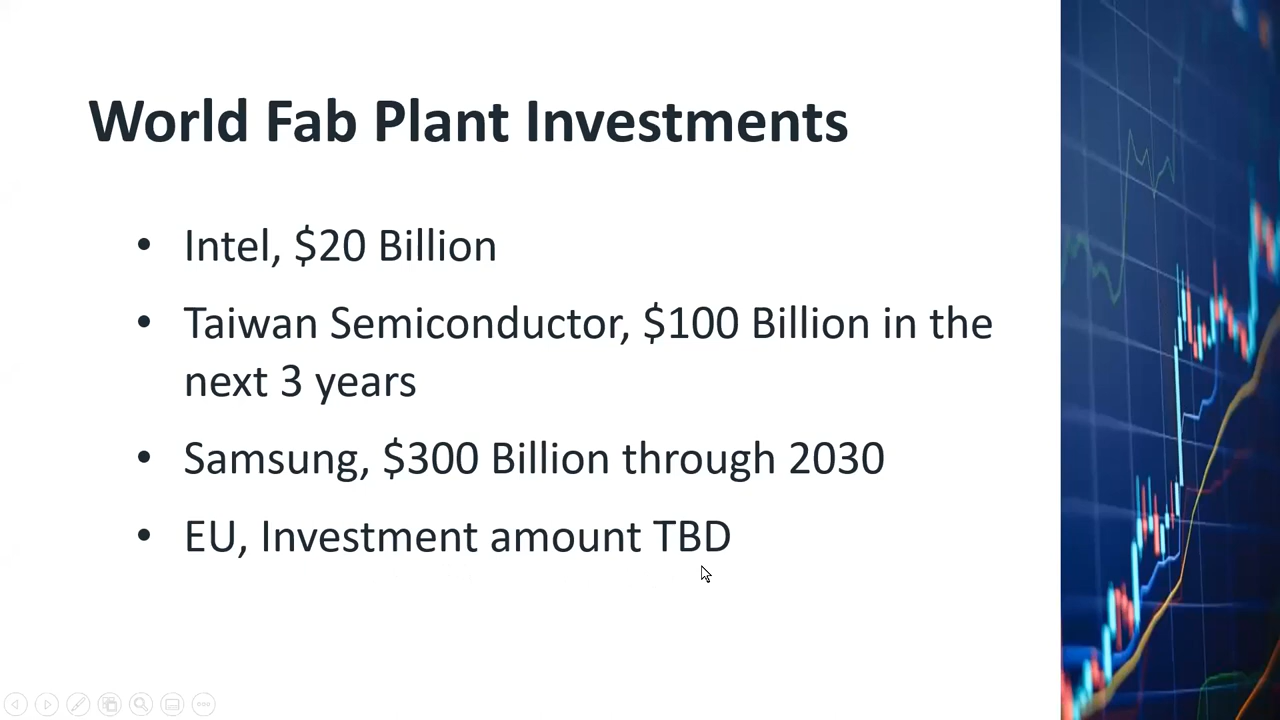 World Fab Plant Investments
• Intel, $20 Billion
• Taiwan Semiconductor, $100 Billion in the
next 3 years
• Samsung, $300 Billion through 2030
• EU, Investment amount TBD